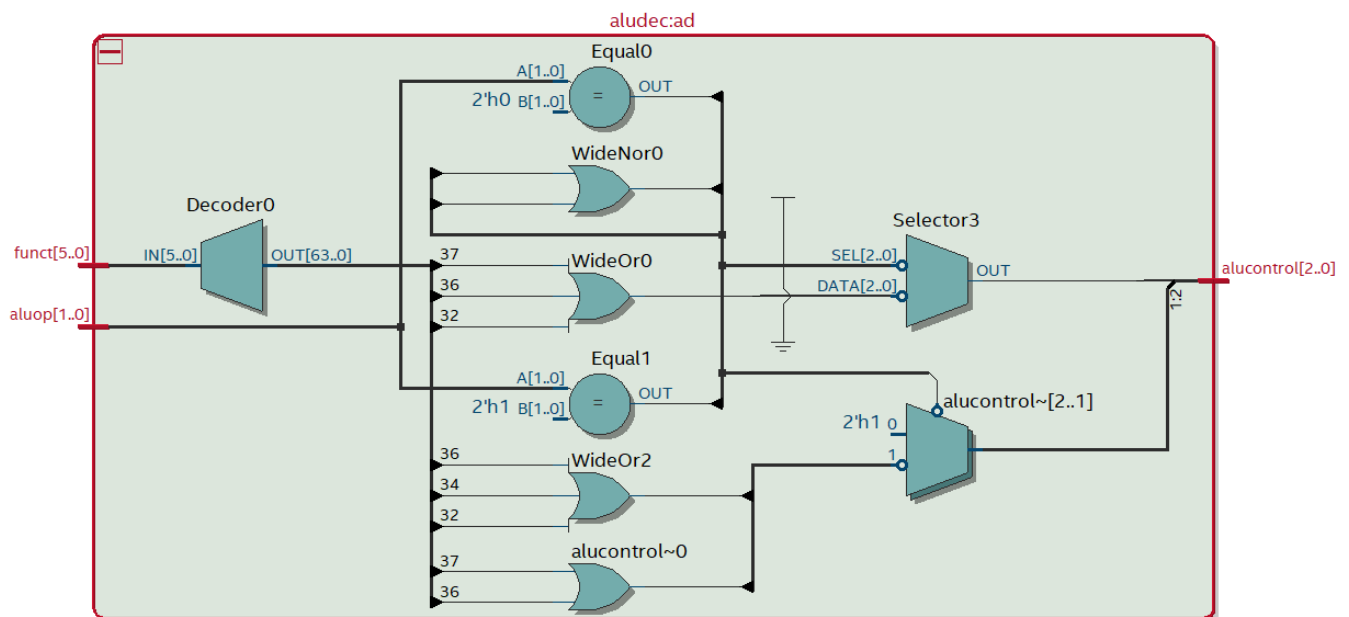 aludec:ad
Equal0
A[1..0]
OUT
2'h0 B[1..0]
=
WideNor0
Decoder0
Selector3
funct[5..0]
IN[5..0]
OUT[63..0]
37
WideOr0
SEL[2..0]
OUT
alucontrol[2..0]
36
DATA[2..0]
32
aluop[1..0]
1:2
Equal1
A[1..0]
OUT
2'h1 B[1..0]
=
alucontrol~[2..1]
2'h1 0
1
36
WideOr2
34
32
alucontrol~0
37
36